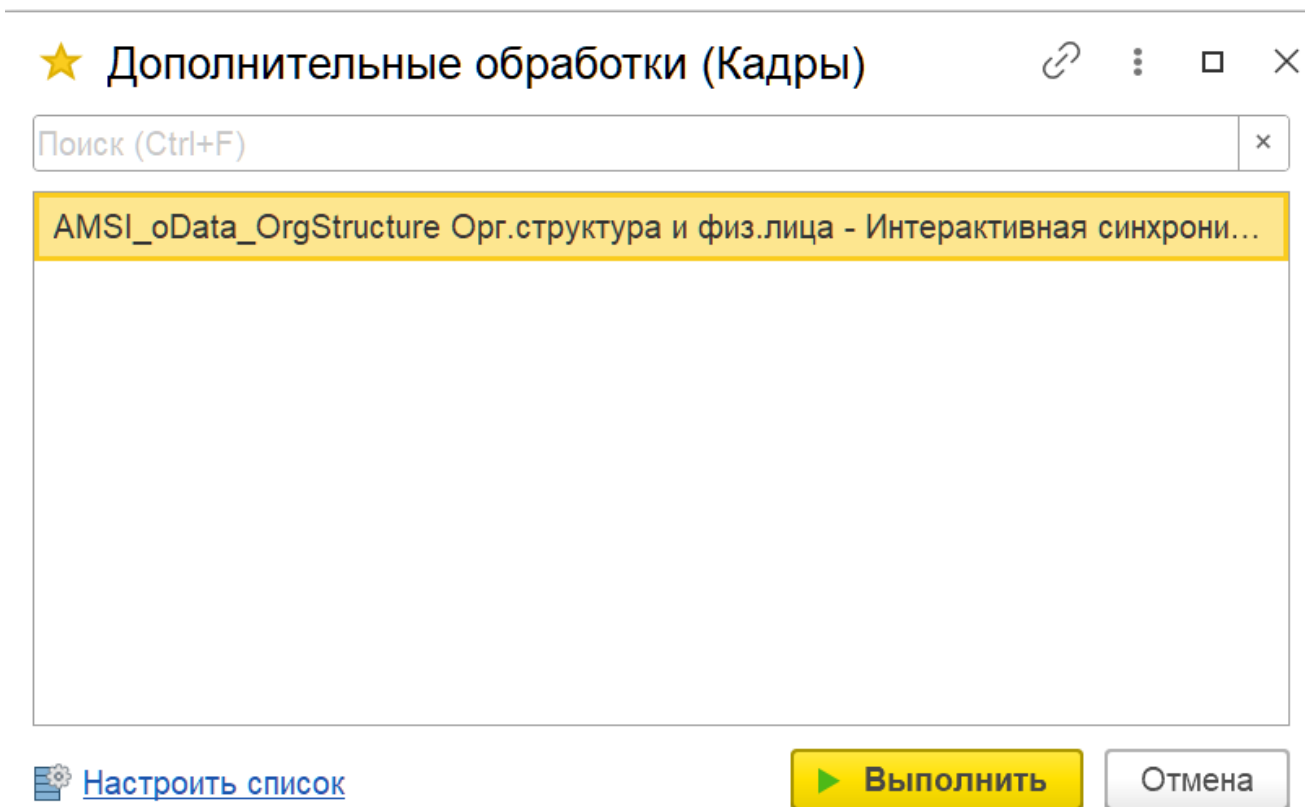 Дополнительные обработки (Кадры)
Поиск (Ctrl+F)
AMSI_oData_OrgStructure Орг.структура и физ.лица - Интерактивная синхрони...
Настроить список
Выполнить
Отмена